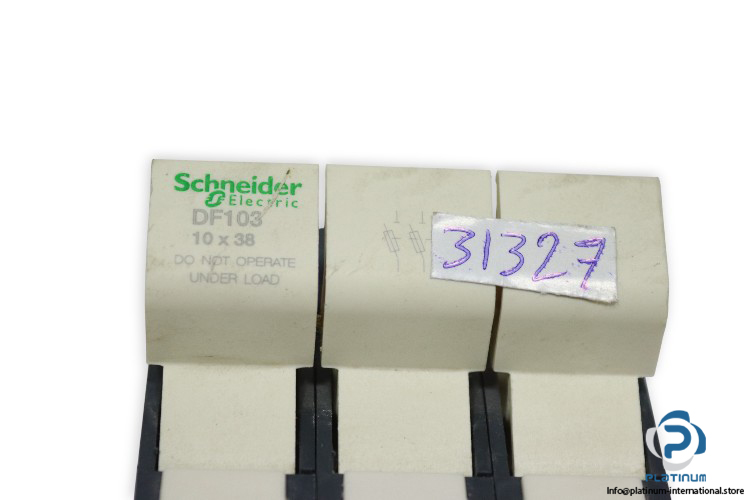 Schneider
Electric
DF103
10 x 38
DO NOT OPERATE
UNDER LOAD
31327
PLATINUM
Info@platinum-international.store